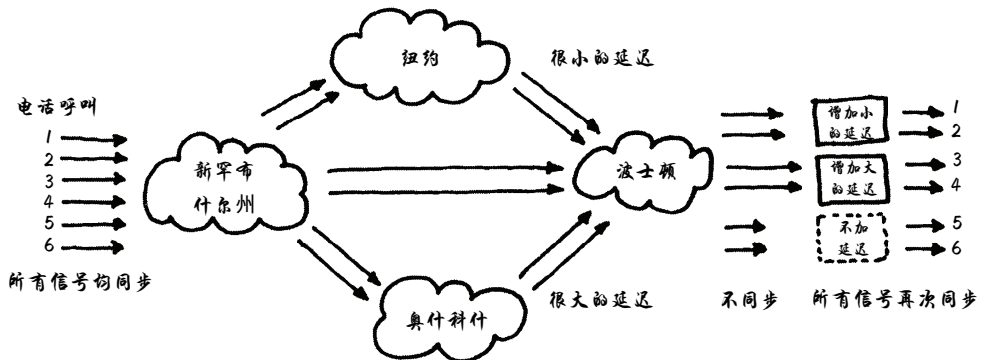 纽约
很小的延迟
电话呼叫
1
2
3
4
5
6
所有信号均同步
新罕布
什尔州
波士顿
奥什科什
很大的延迟
增加小
的延迟
增加大
的延迟
不加
延迟
1
2
3
4
5
6
不同步
所有信号再次同步